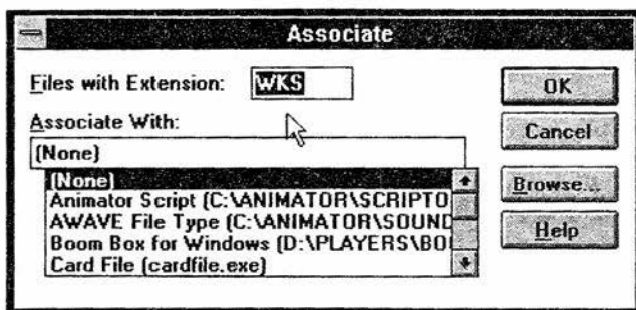 Associate
Files with Extension: WKS
OK
Associate With:
Cancel
(None)
(None)
Animator Script (C:\ANIMATOR\SCRIPTO
AWAVE File Type (C:\ANIMATOR\SOUND
Boom Box for Windows (D:\PLAYERS\BO
Card File (cardfile.exe)
Browse...
Help